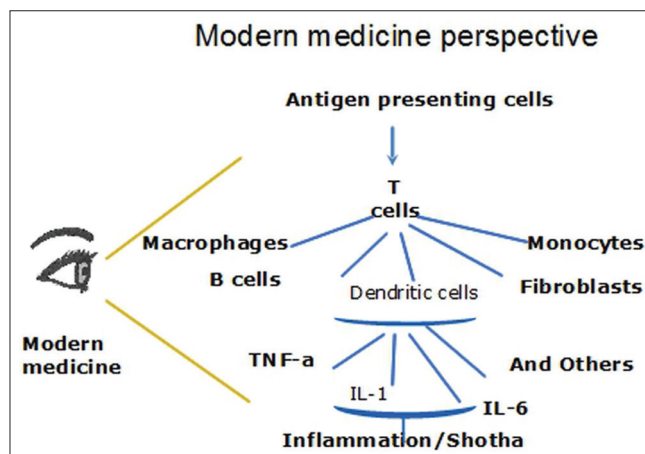 Modern medicine perspective
Antigen presenting cells
T
cells
Macrophages
Monocytes
B cells
Fibroblasts
Dendritic cells
Modern
medicine
TNF-a
And Others
IL-1
IL-6
Inflammation/Shotha